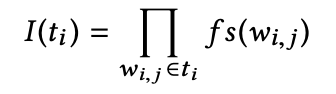 I(t_i) = ∏_{w_{i,j} ∈ t_i} fs(w_{i,j})